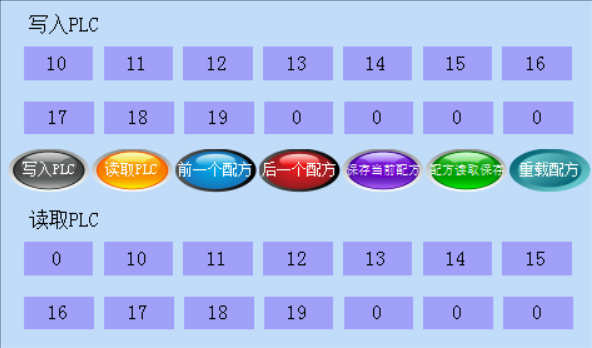 写入PLC
10 11 12 13 14 15 16
17 18 19 0 0 0 0
写入PLC 读取PLC 前一个配方 后一个配方 保存当前配方 配方读取保存 重载配方
读取PLC
0 10 11 12 13 14 15
16 17 18 19 0 0 0